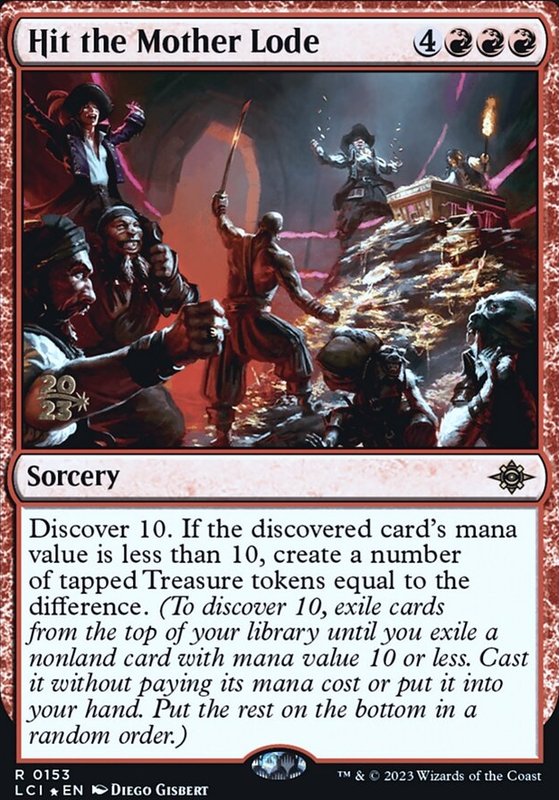 Hit the Mother Lode 4
20
23
Sorcery
Discover 10. If the discovered card's mana
value is less than 10, create a number
of tapped Treasure tokens equal to the
difference. (To discover 10, exile cards
from the top of your library until you exile a
nonland card with mana value 10 or less. Cast
it without paying its mana cost or put it into
your hand. Put the rest on the bottom in a
random order.)
R 0153
LCI ★ EN Diego Gisbert
™ & © 2023 Wizards of the Coast